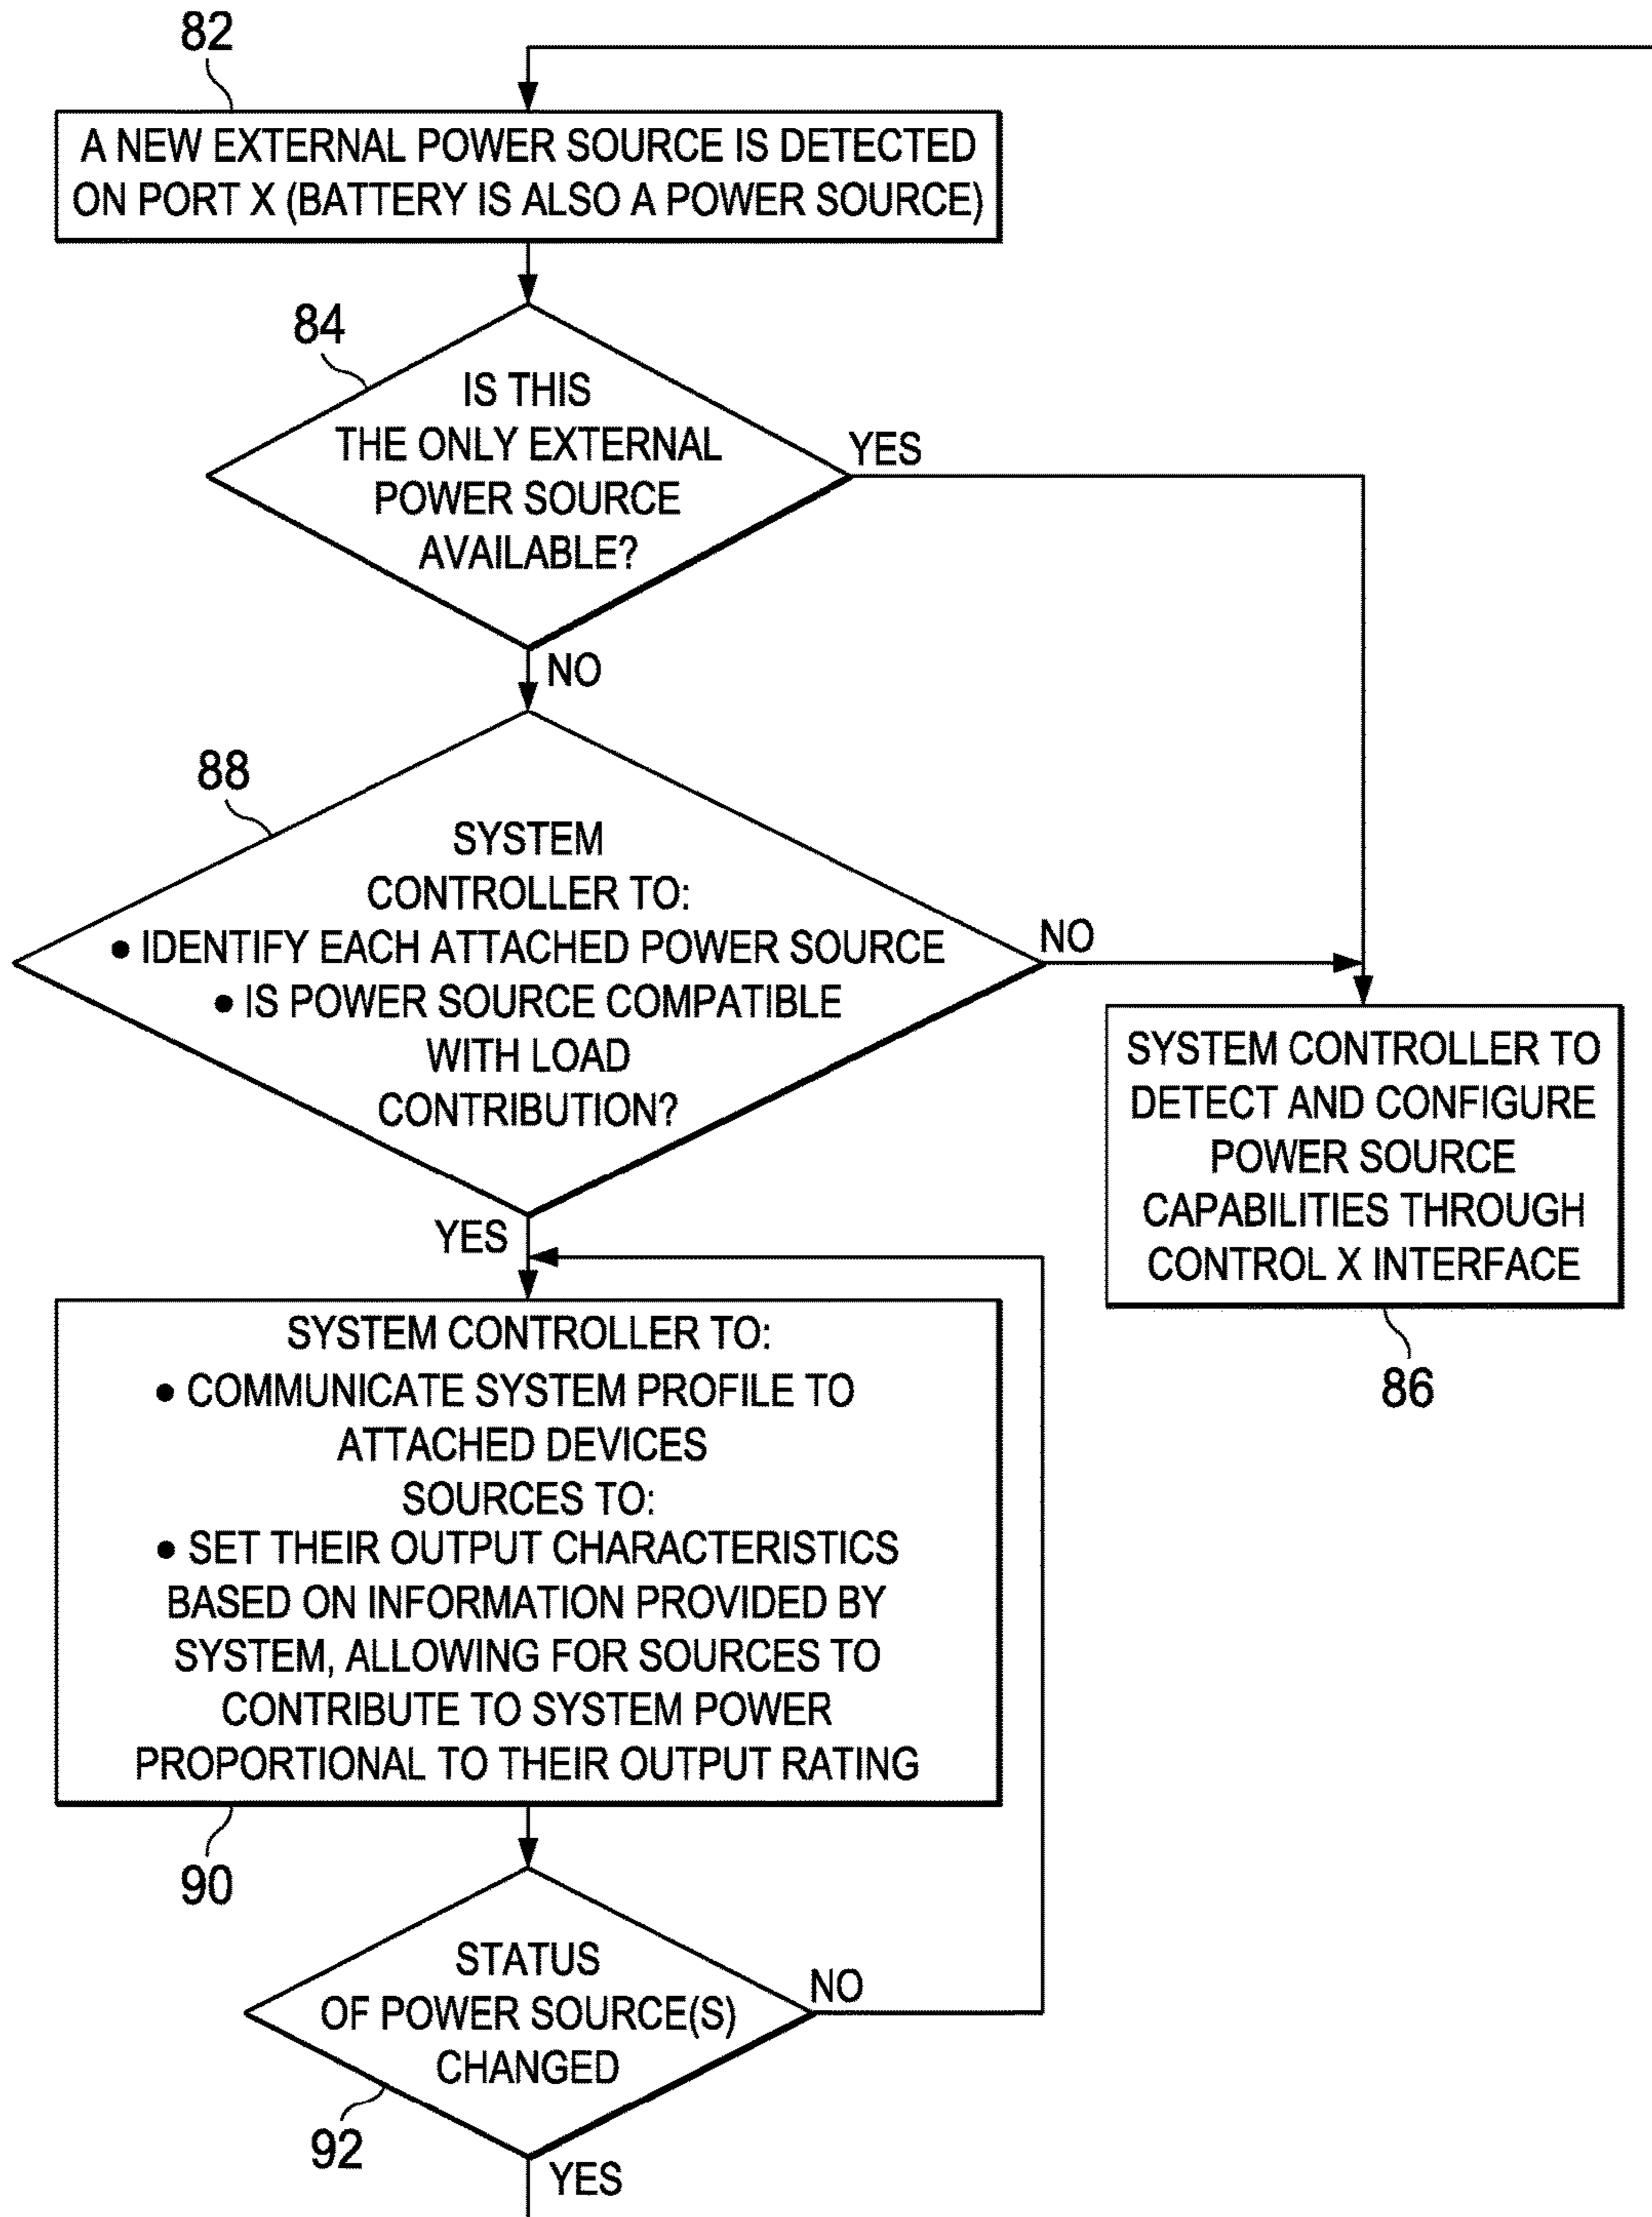 82
A NEW EXTERNAL POWER SOURCE IS DETECTED
ON PORT X (BATTERY IS ALSO A POWER SOURCE)
84
IS THIS
THE ONLY EXTERNAL
POWER SOURCE
AVAILABLE?
YES
NO
88
SYSTEM
CONTROLLER TO:
• IDENTIFY EACH ATTACHED POWER SOURCE
• IS POWER SOURCE COMPATIBLE
WITH LOAD
CONTRIBUTION?
NO
YES
SYSTEM CONTROLLER TO
DETECT AND CONFIGURE
POWER SOURCE
CAPABILITIES THROUGH
CONTROL X INTERFACE
86
SYSTEM CONTROLLER TO:
• COMMUNICATE SYSTEM PROFILE TO
ATTACHED DEVICES
SOURCES TO:
• SET THEIR OUTPUT CHARACTERISTICS
BASED ON INFORMATION PROVIDED BY
SYSTEM, ALLOWING FOR SOURCES TO
CONTRIBUTE TO SYSTEM POWER
PROPORTIONAL TO THEIR OUTPUT RATING
90
STATUS
OF POWER SOURCE(S)
CHANGED
NO
92
YES